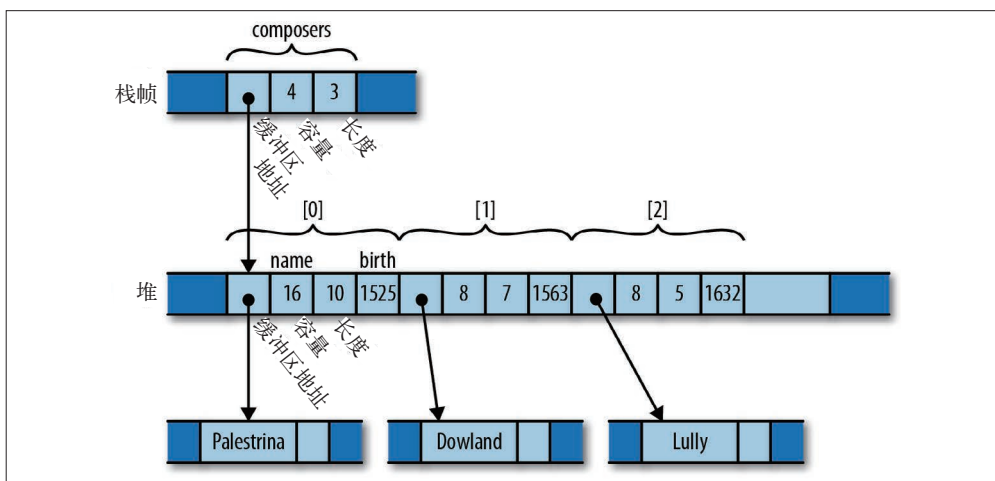 composers
栈帧
4
3
缓冲区
地址
容量
长度
[0]
[1]
[2]
name
birth
堆
16
10
1525
8
7
1563
8
5
1632
缓冲区地址
容量
长度
Palestrina
Dowland
Lully